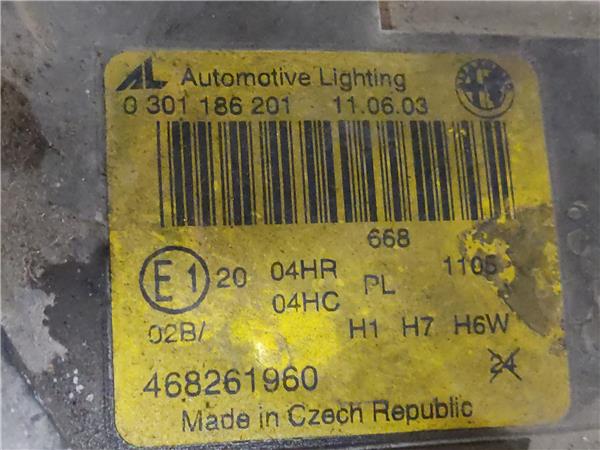 AL Automotive Lighting
0 301 186 201 11.06.03
668
E1 20 04HR PL 1105
04HC
02B/ H1 H7 H6W
468261960 24
Made in Czech Republic